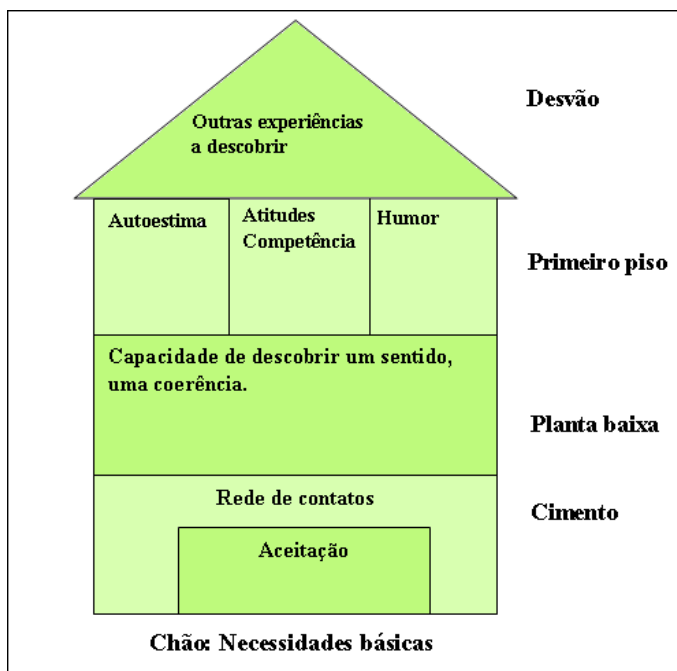 Desvão
Outras experiências
a descobrir
Autoestima
Atitudes
Competência
Humor
Primeiro piso
Capacidade de descobrir um sentido,
uma coerência.
Planta baixa
Rede de contatos
Cimento
Aceitação
Chão: Necessidades básicas